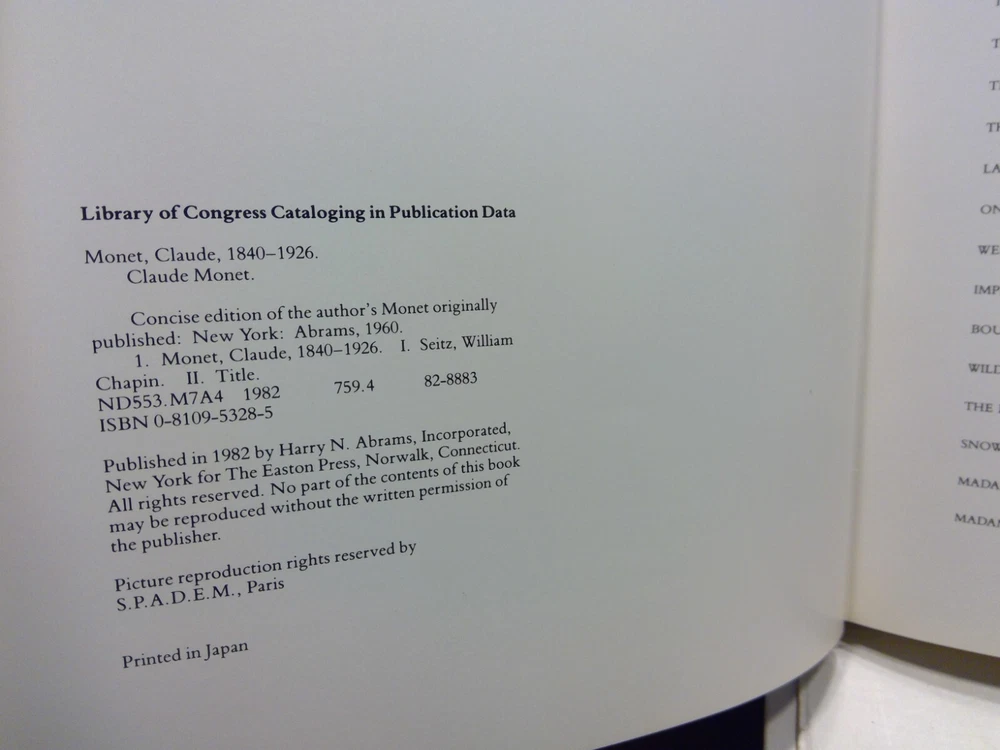 Library of Congress Cataloging in Publication Data
Monet, Claude, 1840–1926.
Claude Monet.
Concise edition of the author's Monet originally
published: New York: Abrams, 1960.
1. Monet, Claude, 1840–1926. I. Seitz, William
Chapin. II. Title.
ND553.M7A4 1982 759.4 82-8883
ISBN 0-8109-5328-5
Published in 1982 by Harry N. Abrams, Incorporated,
New York for The Easton Press, Norwalk, Connecticut.
All rights reserved. No part of the contents of this book
may be reproduced without the written permission of
the publisher.
Picture reproduction rights reserved by
S.P.A.D.E.M., Paris
Printed in Japan
THE
SNOW